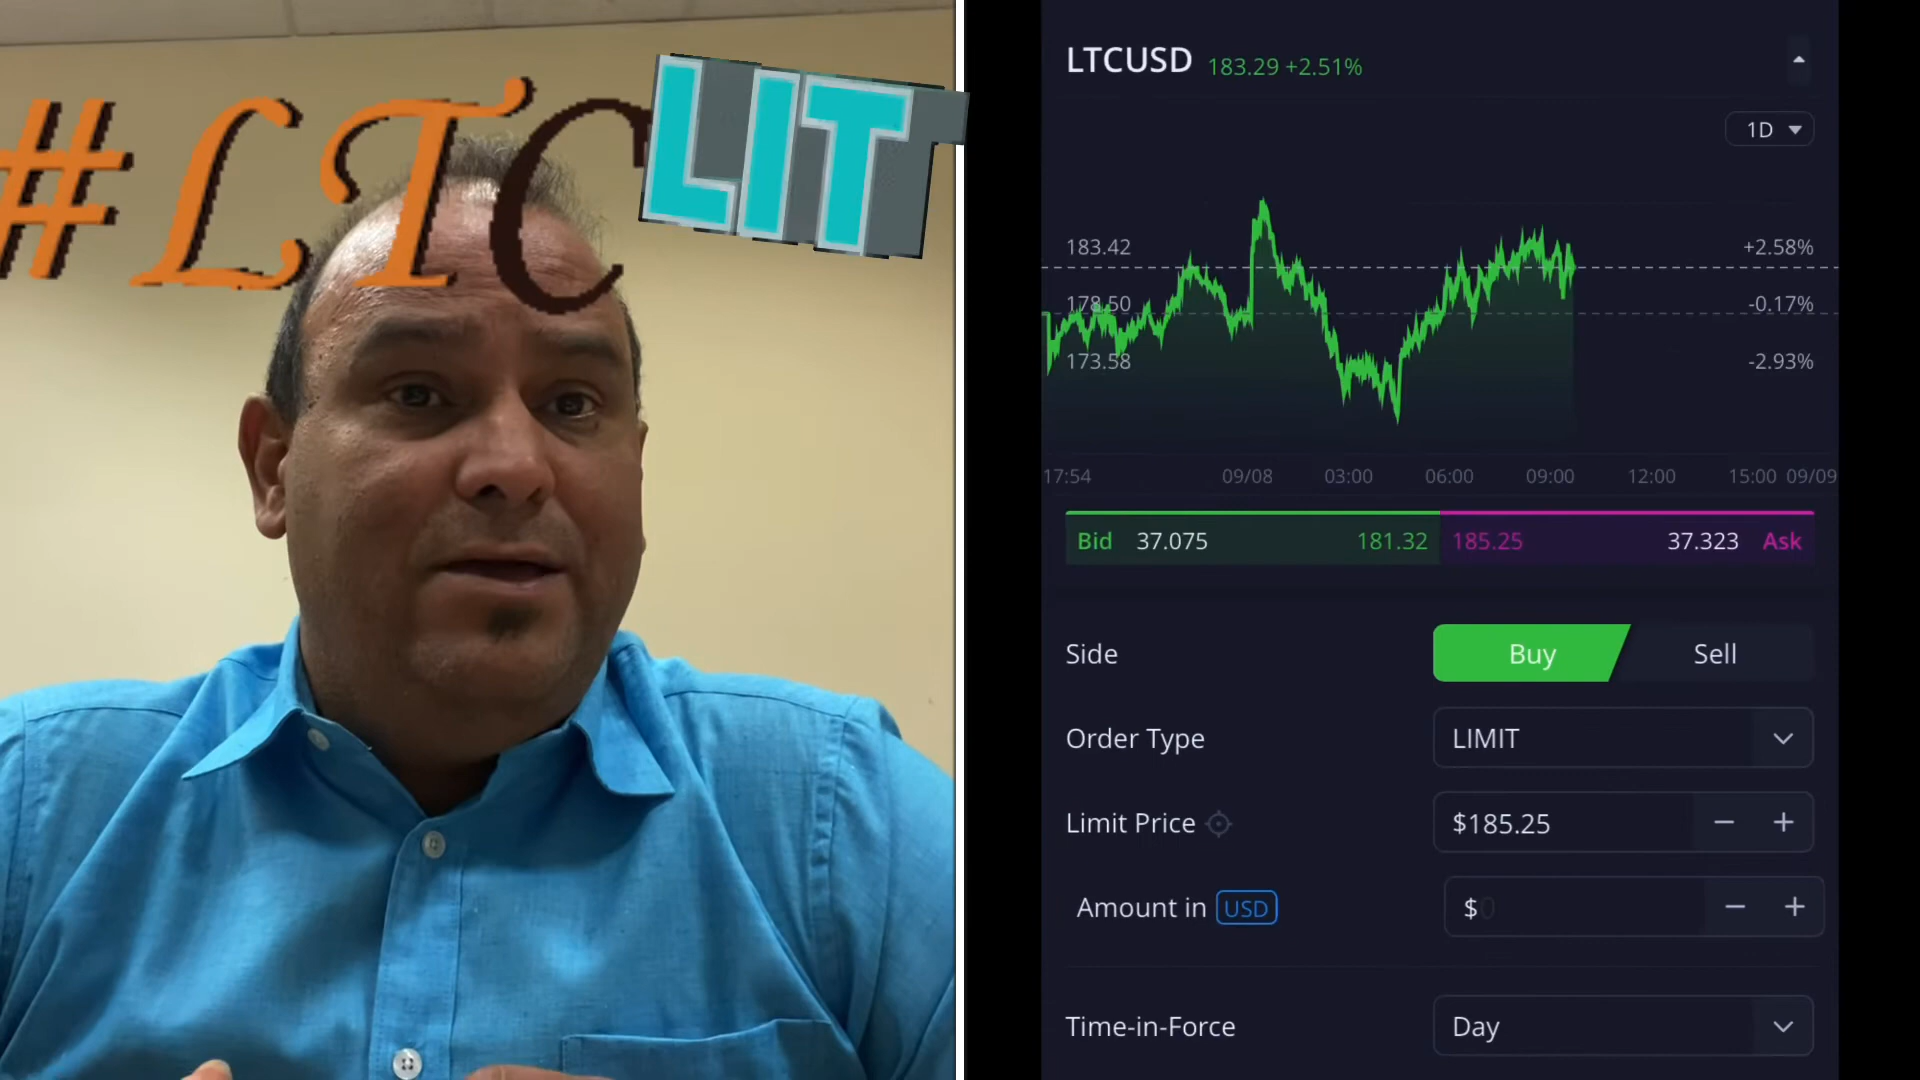 #LTC
LIT
LTCUSD 183.29 +2.51%
1D
183.42 +2.58%
178.50 -0.17%
173.58 -2.93%
17:54 09/08 03:00 06:00 09:00 12:00 15:00 09/09
Bid 37.075 181.32 185.25 37.323 Ask
Side Buy Sell
Order Type LIMIT
Limit Price $185.25
Amount in USD $0
Time-in-Force Day